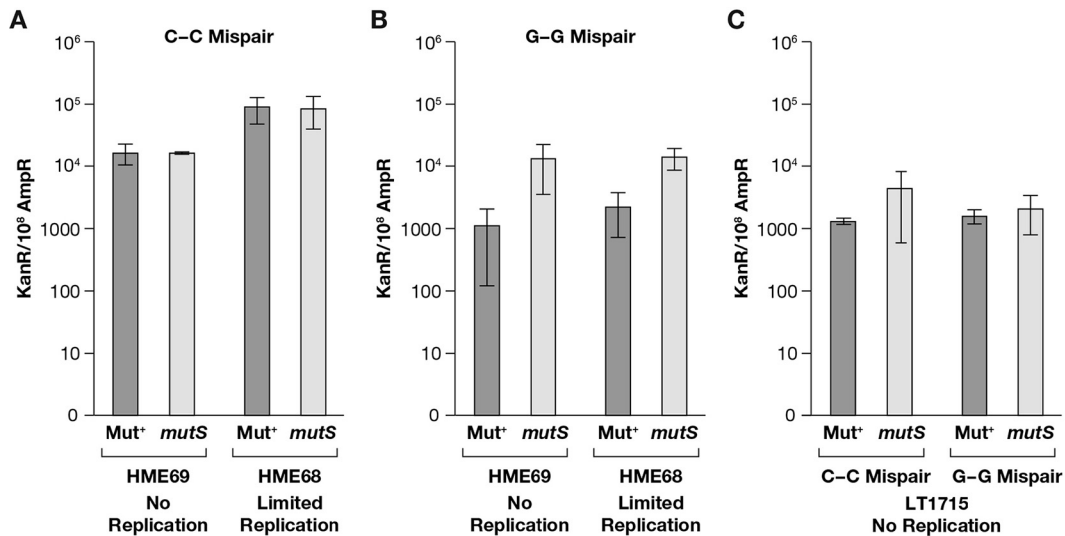 A
C–C Mispair
KanR/10⁸ AmpR
10⁶
10⁵
10⁴
1000
100
10
0
Mut⁺ mutS Mut⁺ mutS
HME69 HME68
No Limited
Replication Replication
B
G–G Mispair
KanR/10⁸ AmpR
10⁶
10⁵
10⁴
1000
100
10
0
Mut⁺ mutS Mut⁺ mutS
HME69 HME68
No Limited
Replication Replication
C
KanR/10⁸ AmpR
10⁶
10⁵
10⁴
1000
100
10
0
Mut⁺ mutS Mut⁺ mutS
C–C Mispair G–G Mispair
LT1715
No Replication